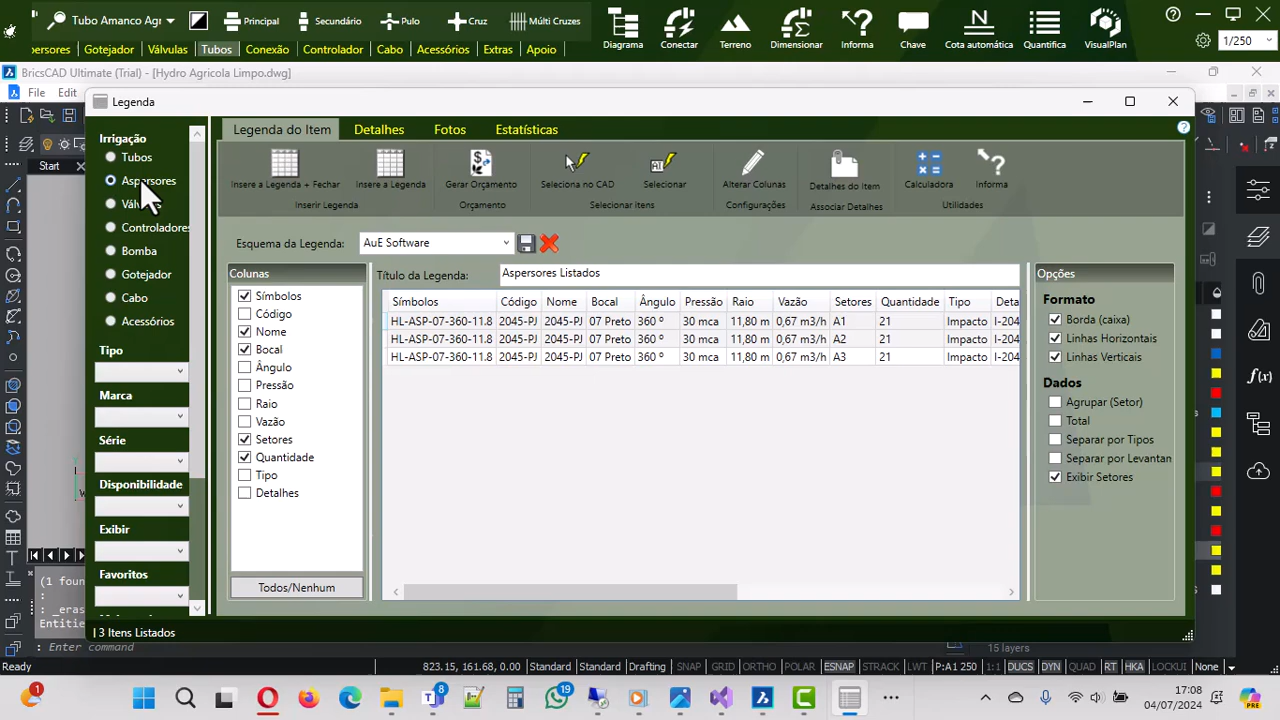 Tubo Amanco Agr
Principal
Secundário
Pulo
Cruz
Múlti Cruzes
Diagrama
Conectar
Terreno
Dimensionar
Informa
Chave
Cota automática
Quantifica
VisualPlan
1/250
persores
Gotejador
Válvulas
Tubos
Conexão
Controlador
Cabo
Acessórios
Extras
Apoio
BricsCAD Ultimate (Trial) - [Hydro Agricola Limpo.dwg]
File Edit
Legenda
Start
Irrigação
Tubos
Aspersores
Controladores
Bomba
Gotejador
Cabo
Acessórios
Tipo
Marca
Série
Disponibilidade
Exibir
Favoritos
3 Itens Listados
Legenda do Item
Detalhes
Fotos
Estatísticas
Insere a Legenda + Fechar
Insere a Legenda
Gerar Orçamento
Seleciona no CAD
Selecionar
Alterar Colunas
Detalhes do Item
Calculadora
Informa
Inserir Legenda
Orçamento
Selecionar itens
Configurações
Associar Detalhes
Utilidades
Esquema da Legenda: AuE Software
Colunas
Símbolos
Código
Nome
Bocal
Ângulo
Pressão
Raio
Vazão
Setores
Quantidade
Tipo
Detalhes
Todos/Nenhum
Título da Legenda: Aspersores Listados
Símbolos Código Nome Bocal Ângulo Pressão Raio Vazão Setores Quantidade Tipo Deta
HL-ASP-07-360-11.8 2045-PJ 2045-PJ 07 Preto 360 º 30 mca 11,80 m 0,67 m3/h A1 21 Impacto I-204
HL-ASP-07-360-11.8 2045-PJ 2045-PJ 07 Preto 360 º 30 mca 11,80 m 0,67 m3/h A2 21 Impacto I-204
HL-ASP-07-360-11.8 2045-PJ 2045-PJ 07 Preto 360 º 30 mca 11,80 m 0,67 m3/h A3 21 Impacto I-204
Opções
Formato
Borda (caixa)
Linhas Horizontais
Linhas Verticais
Dados
Agrupar (Setor)
Total
Separar por Tipos
Separar por Levantan
Exibir Setores
(1 foun
: _eras
Entitie
: Enter command
15 layers
Ready
823.15, 161.68, 0.00 Standard Standard Drafting SNAP GRID ORTHO POLAR ESNAP STRACK LWT P:A1 250 1:1 DUCS DYN QUAD RT HKA LOCKUI None
1
8
19
17:08
04/07/2024
PRE